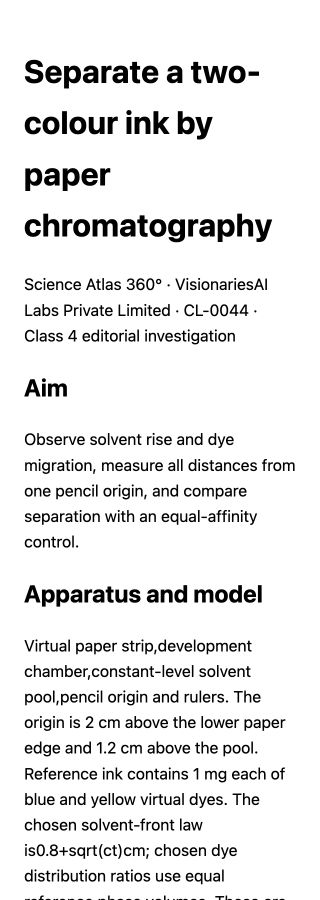 Separate a two-
colour ink by
paper
chromatography
Science Atlas 360° · VisionariesAI
Labs Private Limited · CL-0044 ·
Class 4 editorial investigation
Aim
Observe solvent rise and dye
migration, measure all distances from
one pencil origin, and compare
separation with an equal-affinity
control.
Apparatus and model
Virtual paper strip,development
chamber,constant-level solvent
pool,pencil origin and rulers. The
origin is 2 cm above the lower paper
edge and 1.2 cm above the pool.
Reference ink contains 1 mg each of
blue and yellow virtual dyes. The
chosen solvent-front law
is0.8+sqrt(ct)cm; chosen dye
distribution ratios use equal
reference phase volumes. These are